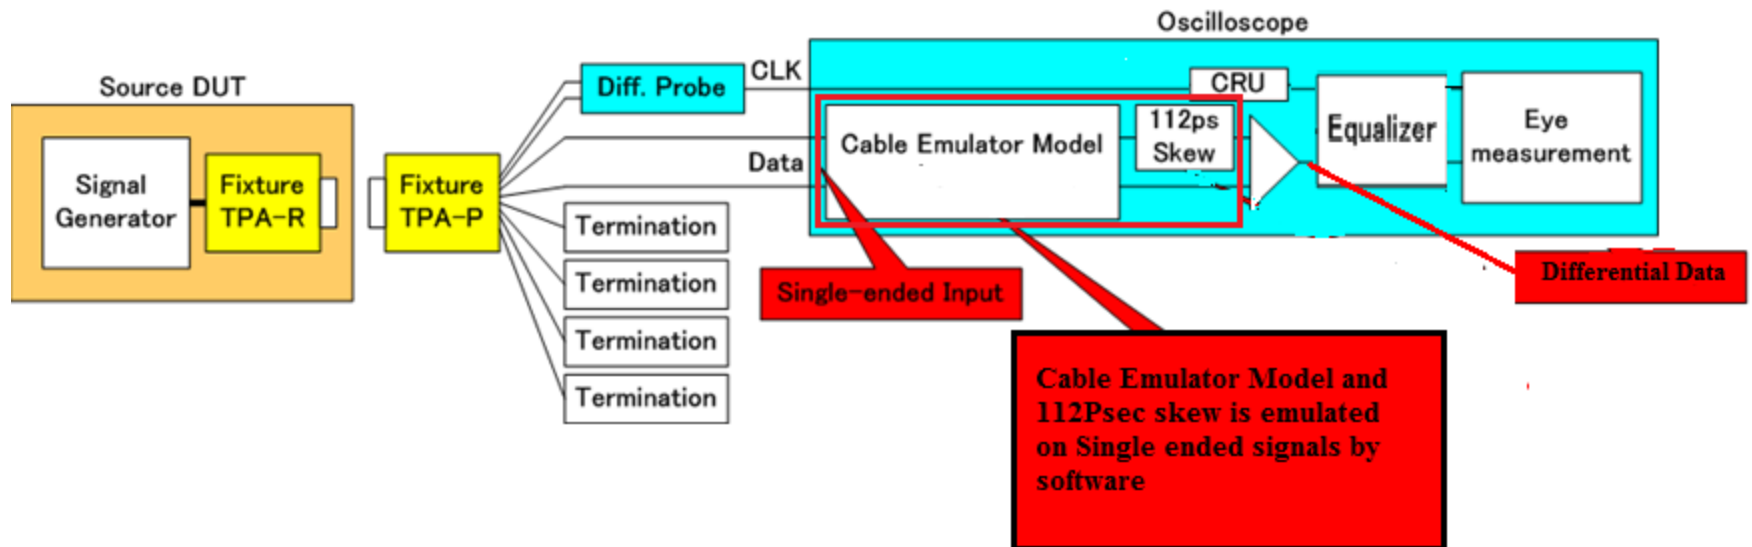 Oscilloscope
Source DUT
Signal
Generator
Fixture
TPA-R
Fixture
TPA-P
Diff. Probe
CLK
Data
Termination
Termination
Termination
Termination
Cable Emulator Model
112ps
Skew
CRU
Equalizer
Eye
measurement
Single-ended Input
Differential Data
Cable Emulator Model and
112Psec skew is emulated
on Single ended signals by
software